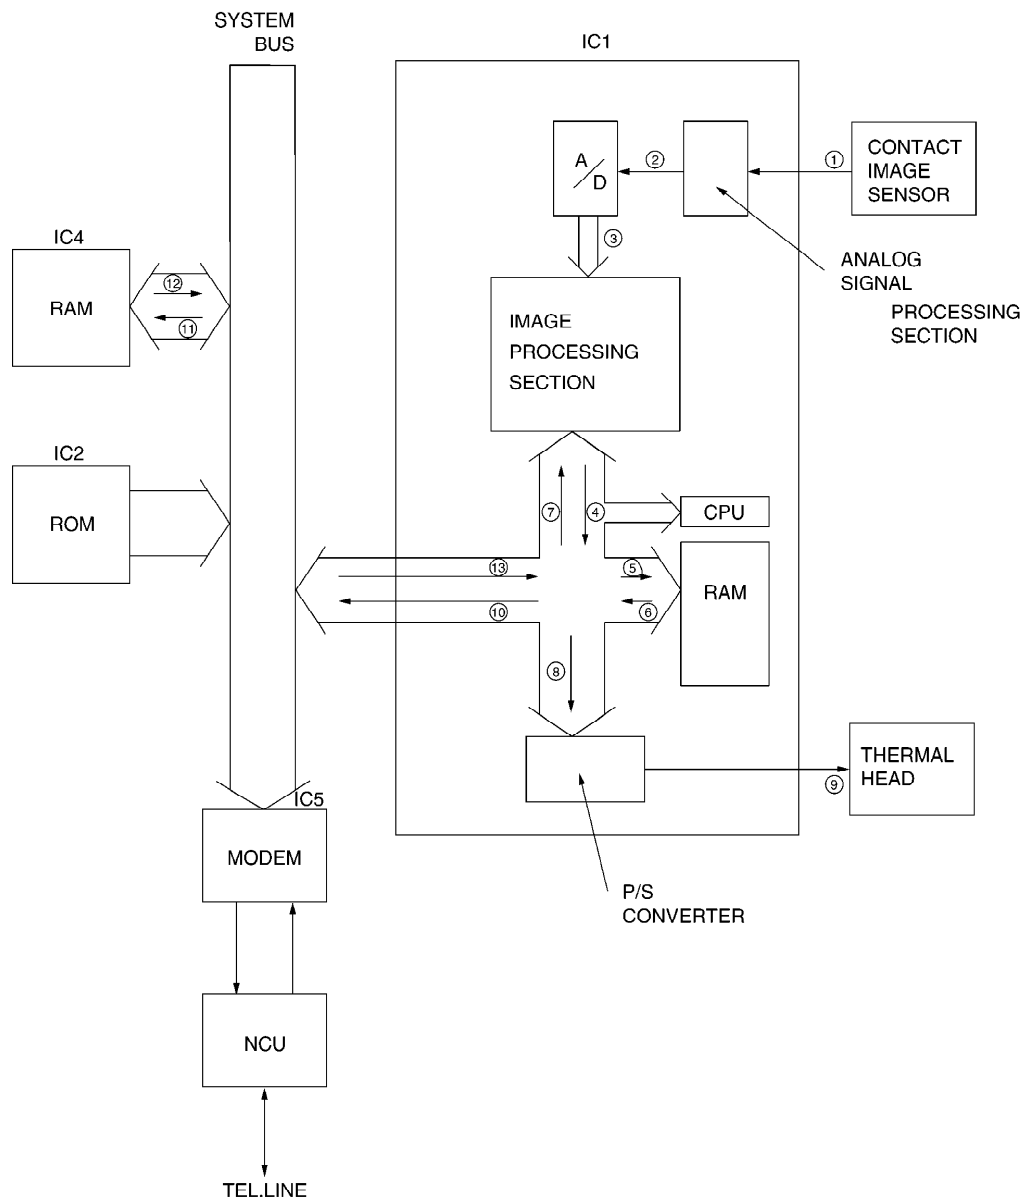 SYSTEM
BUS
IC1
A/D
②
①
CONTACT
IMAGE
SENSOR
③
ANALOG
SIGNAL
PROCESSING
SECTION
IC4
RAM
⑫
⑪
IMAGE
PROCESSING
SECTION
IC2
ROM
⑦
④
CPU
⑬
⑤
RAM
⑩
⑥
⑧
THERMAL
HEAD
⑨
IC5
MODEM
P/S
CONVERTER
NCU
TEL.LINE